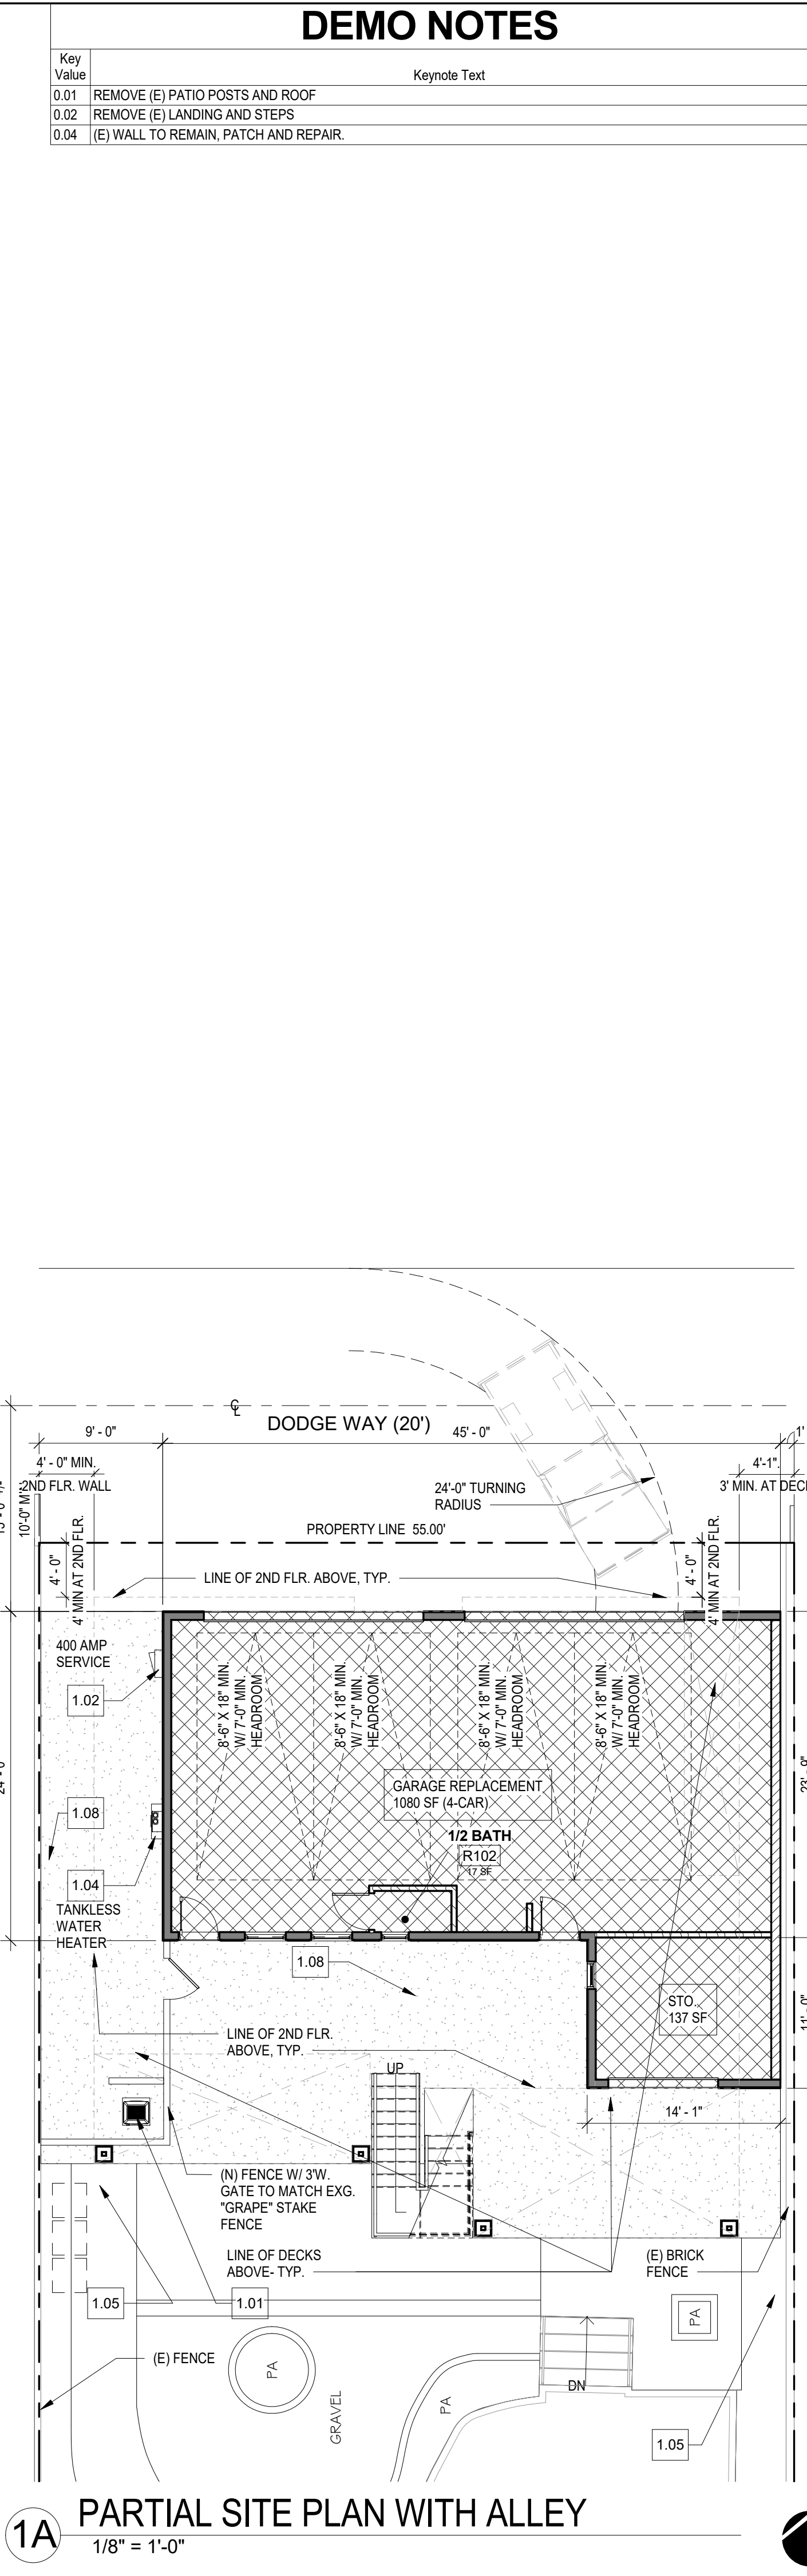 DEMO NOTES
Key
Value
Keynote Text
0.01 REMOVE (E) PATIO POSTS AND ROOF
0.02 REMOVE (E) LANDING AND STEPS
0.04 (E) WALL TO REMAIN, PATCH AND REPAIR.
DODGE WAY (20')
9' - 0"
45' - 0"
1'
4' - 0" MIN.
2ND FLR. WALL
4'-1".
3' MIN. AT DEC
24'-0" TURNING
RADIUS
PROPERTY LINE 55.00'
4' - 0"
4' MIN AT 2ND FLR.
4' - 0"
4' MIN AT 2ND FLR.
LINE OF 2ND FLR. ABOVE, TYP.
400 AMP
SERVICE
1.02
8'-6" X 18" MIN.
W/ 7'-0" MIN.
HEADROOM
8'-6" X 18" MIN.
W/ 7'-0" MIN.
HEADROOM
8'-6" X 18" MIN.
W/ 7'-0" MIN.
HEADROOM
8'-6" X 18" MIN.
W/ 7'-0" MIN.
HEADROOM
GARAGE REPLACEMENT
1080 SF (4-CAR)
1.08
1/2 BATH
R102
17 SF
23' - 9"
1.04
TANKLESS
WATER
HEATER
1.08
STO.
137 SF
11' - 0"
LINE OF 2ND FLR.
ABOVE, TYP.
UP
14' - 1"
(N) FENCE W/ 3'W.
GATE TO MATCH EXG.
"GRAPE" STAKE
FENCE
LINE OF DECKS
ABOVE- TYP.
(E) BRICK
FENCE
1.05
1.01
PA
(E) FENCE
PA
GRAVEL
PA
DN
1.05
1A
PARTIAL SITE PLAN WITH ALLEY
1/8" = 1'-0"